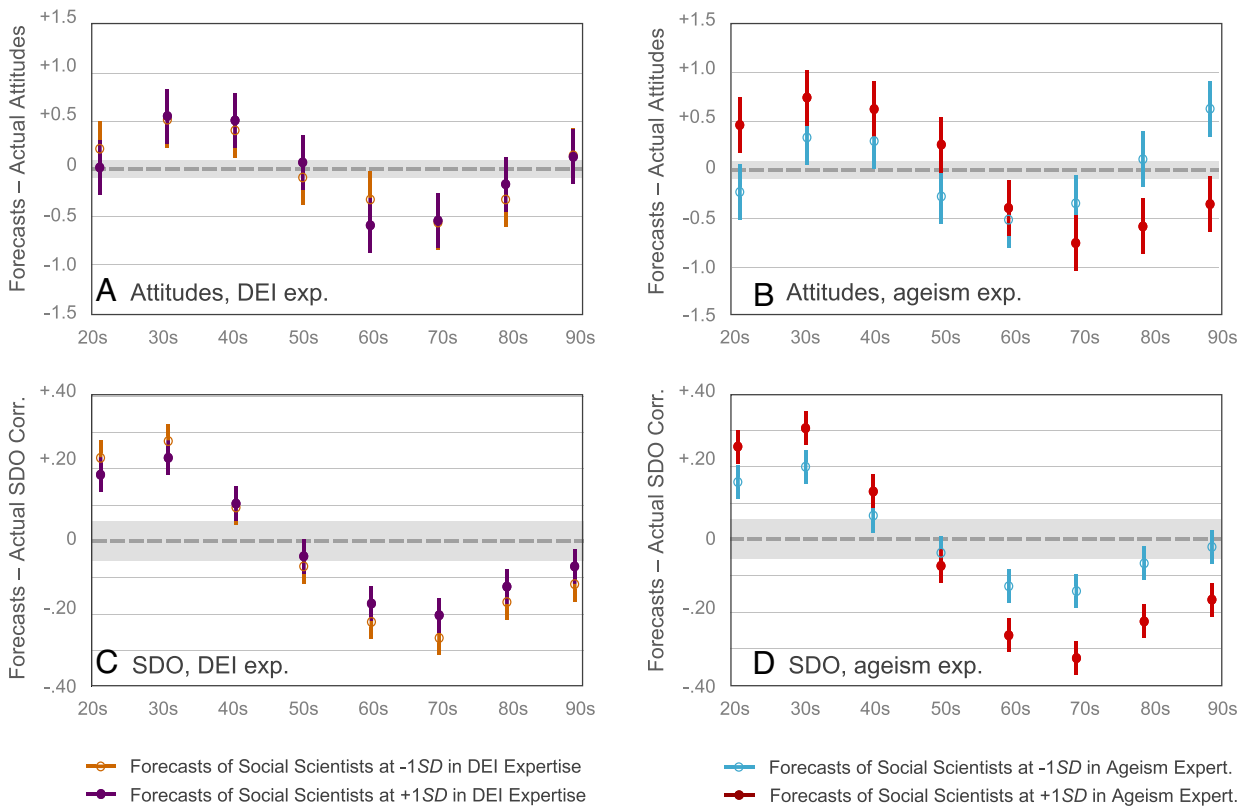 Forecasts – Actual Attitudes
+1.5
+1.0
+0.5
0
-0.5
-1.0
-1.5
A Attitudes, DEI exp.
20s 30s 40s 50s 60s 70s 80s 90s
Forecasts – Actual Attitudes
+1.5
+1.0
+0.5
0
-0.5
-1.0
-1.5
B Attitudes, ageism exp.
20s 30s 40s 50s 60s 70s 80s 90s
Forecasts – Actual SDO Corr.
+.40
+.20
0
-.20
-.40
C SDO, DEI exp.
20s 30s 40s 50s 60s 70s 80s 90s
Forecasts – Actual SDO Corr.
+.40
+.20
0
-.20
-.40
D SDO, ageism exp.
20s 30s 40s 50s 60s 70s 80s 90s
Forecasts of Social Scientists at -1SD in DEI Expertise
Forecasts of Social Scientists at +1SD in DEI Expertise
Forecasts of Social Scientists at -1SD in Ageism Expert.
Forecasts of Social Scientists at +1SD in Ageism Expert.